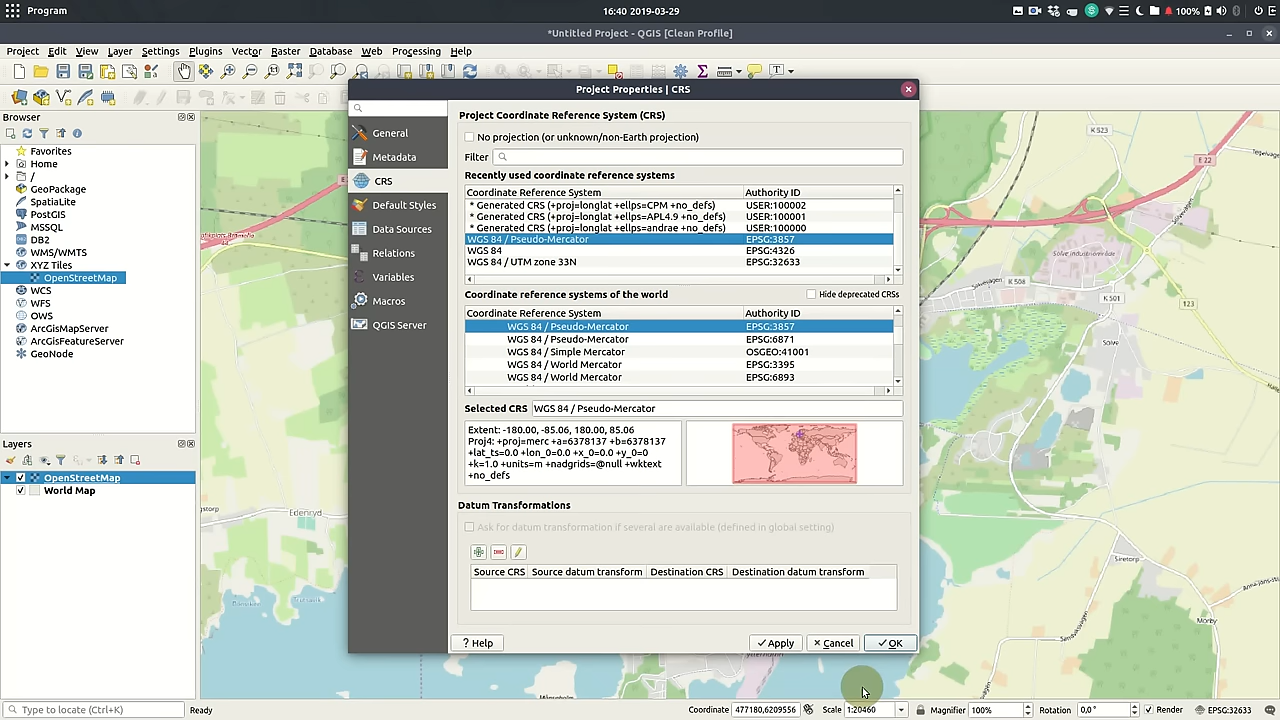 Program
16:40 2019-03-29
100%
*Untitled Project - QGIS [Clean Profile]
Project Edit View Layer Settings Plugins Vector Raster Database Web Processing Help
Project Properties | CRS
Browser
Favorites
Home
/
GeoPackage
SpatiaLite
PostGIS
MSSQL
DB2
WMS/WMTS
XYZ Tiles
OpenStreetMap
WCS
WFS
OWS
ArcGisMapServer
ArcGisFeatureServer
GeoNode
Layers
OpenStreetMap
World Map
General
Metadata
CRS
Default Styles
Data Sources
Relations
Variables
Macros
QGIS Server
Project Coordinate Reference System (CRS)
No projection (or unknown/non-Earth projection)
Filter
Recently used coordinate reference systems
Coordinate Reference System Authority ID
* Generated CRS (+proj=longlat +ellps=CPM +no_defs) USER:100002
* Generated CRS (+proj=longlat +ellps=APL4.9 +no_defs) USER:100001
* Generated CRS (+proj=longlat +ellps=andrae +no_defs) USER:100000
WGS 84 / Pseudo-Mercator EPSG:3857
WGS 84 EPSG:4326
WGS 84 / UTM zone 33N EPSG:32633
Coordinate reference systems of the world
Hide deprecated CRSs
Coordinate Reference System Authority ID
WGS 84 / Pseudo-Mercator EPSG:3857
WGS 84 / Pseudo-Mercator EPSG:6871
WGS 84 / Simple Mercator OSGEO:41001
WGS 84 / World Mercator EPSG:3395
WGS 84 / World Mercator EPSG:6893
Selected CRS WGS 84 / Pseudo-Mercator
Extent: -180.00, -85.06, 180.00, 85.06
Proj4: +proj=merc +a=6378137 +b=6378137
+lat_ts=0.0 +lon_0=0.0 +x_0=0.0 +y_0=0
+k=1.0 +units=m +nadgrids=@null +wktext
+no_defs
Datum Transformations
Ask for datum transformation if several are available (defined in global setting)
Source CRS Source datum transform Destination CRS Destination datum transform
? Help
Apply
Cancel
OK
K 523
E 22
Sölve industriområde
K 508
K 501
123
Sölve
Sölvesborg
Edenryd
Siretorp
Morby
Type to locate (Ctrl+K)
Ready
Coordinate 477180,6209556
Scale 1:20460
Magnifier 100%
Rotation 0,0 °
Render
EPSG:32633